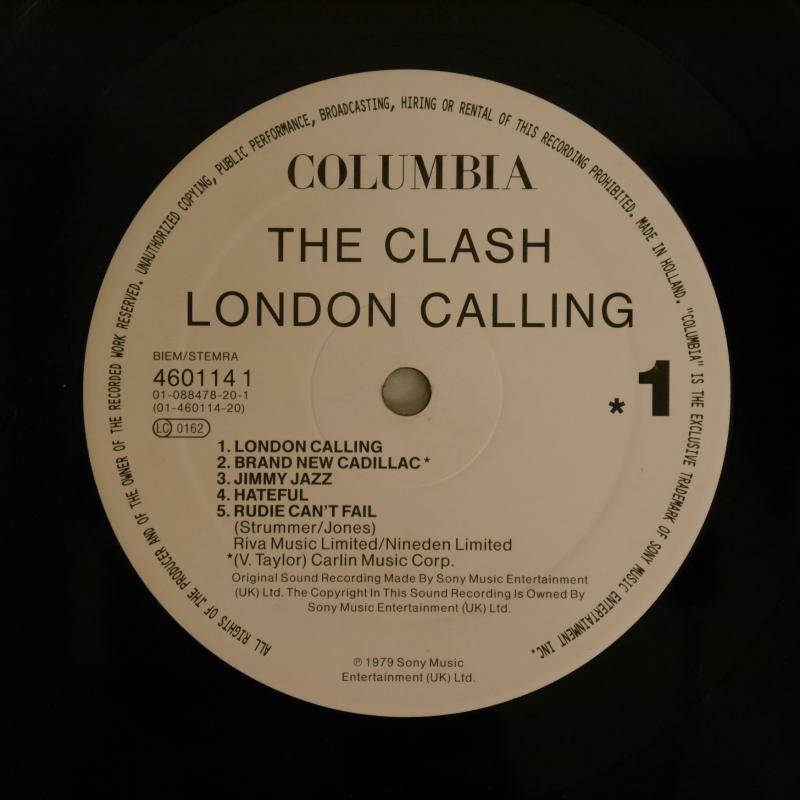 ALL RIGHTS OF THE PRODUCER AND OF THE OWNER OF THE RECORDED WORK RESERVED. UNAUTHORIZED COPYING, PUBLIC PERFORMANCE, BROADCASTING, HIRING OR RENTAL OF THIS RECORDING PROHIBITED. MADE IN HOLLAND. "COLUMBIA" IS THE EXCLUSIVE TRADEMARK OF SONY MUSIC ENTERTAINMENT INC.
COLUMBIA
THE CLASH
LONDON CALLING
BIEM/STEMRA
460114 1
01-088478-20-1
(01-460114-20)
LC 0162
* 1
1. LONDON CALLING
2. BRAND NEW CADILLAC*
3. JIMMY JAZZ
4. HATEFUL
5. RUDIE CAN'T FAIL
(Strummer/Jones)
Riva Music Limited/Nineden Limited
*(V. Taylor) Carlin Music Corp.
Original Sound Recording Made By Sony Music Entertainment
(UK) Ltd. The Copyright In This Sound Recording Is Owned By
Sony Music Entertainment (UK) Ltd.
℗ 1979 Sony Music
Entertainment (UK) Ltd.